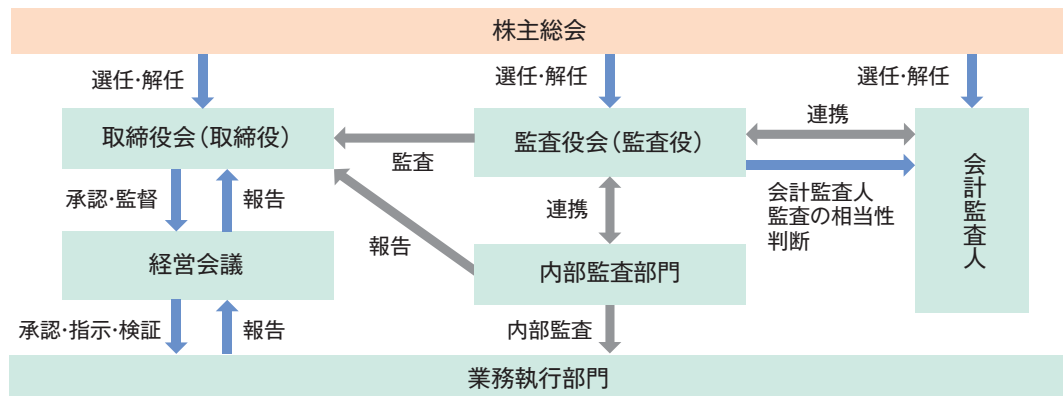 株主総会
選任・解任
選任・解任
選任・解任
取締役会（取締役）
監査
監査役会（監査役）
連携
会計監査人
監査の相当性
判断
会計監査人
承認・監督
報告
連携
報告
経営会議
内部監査部門
承認・指示・検証
報告
内部監査
業務執行部門